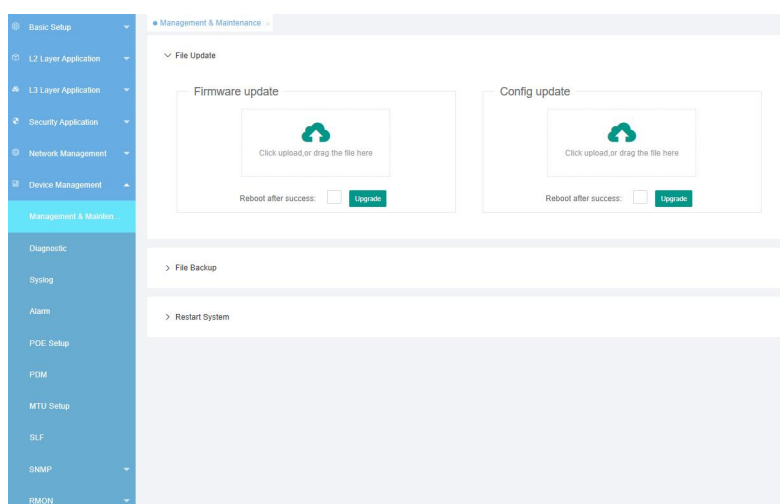 Basic Setup
L2 Layer Application
L3 Layer Application
Security Application
Network Management
Device Management
Management & Mainten...
Diagnostic
Syslog
Alarm
POE Setup
PDM
MTU Setup
SLF
SNMP
RMON
Management & Maintenance
File Update
Firmware update
Click upload,or drag the file here
Reboot after success:
Upgrade
Config update
Click upload,or drag the file here
Reboot after success:
Upgrade
File Backup
Restart System